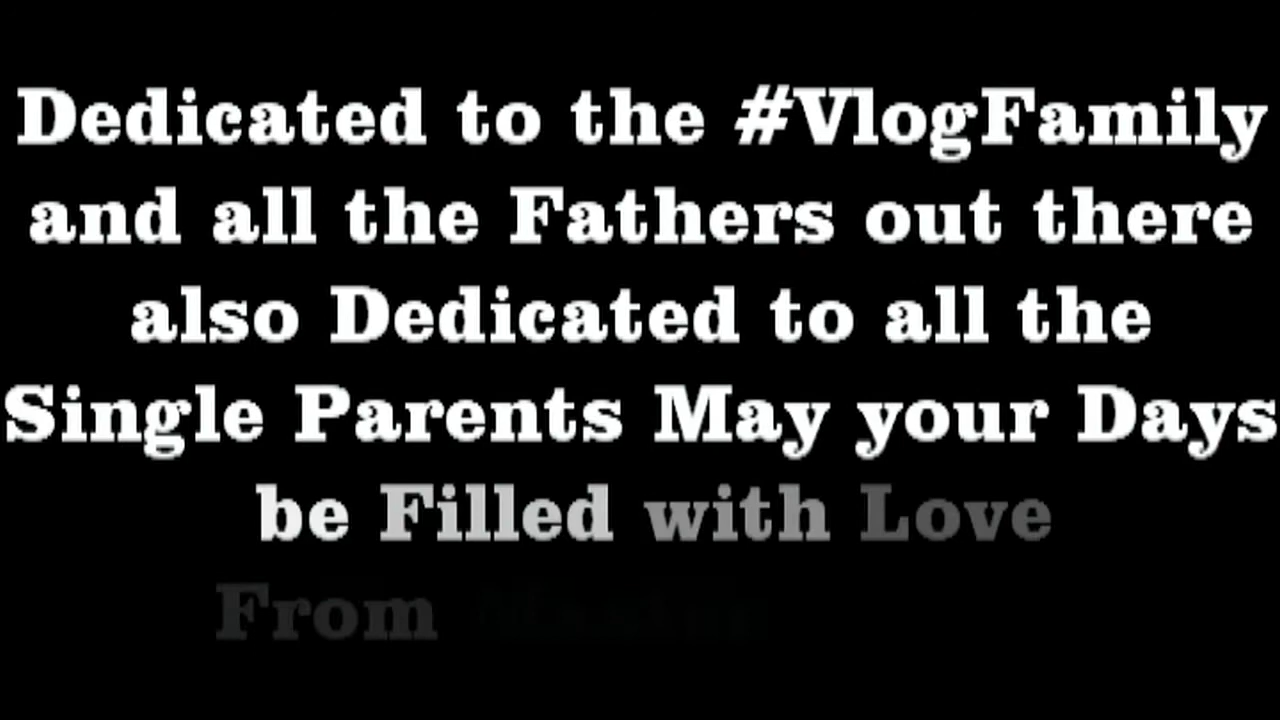 Dedicated to the #VlogFamily
and all the Fathers out there
also Dedicated to all the
Single Parents May your Days
be Filled with Love
From